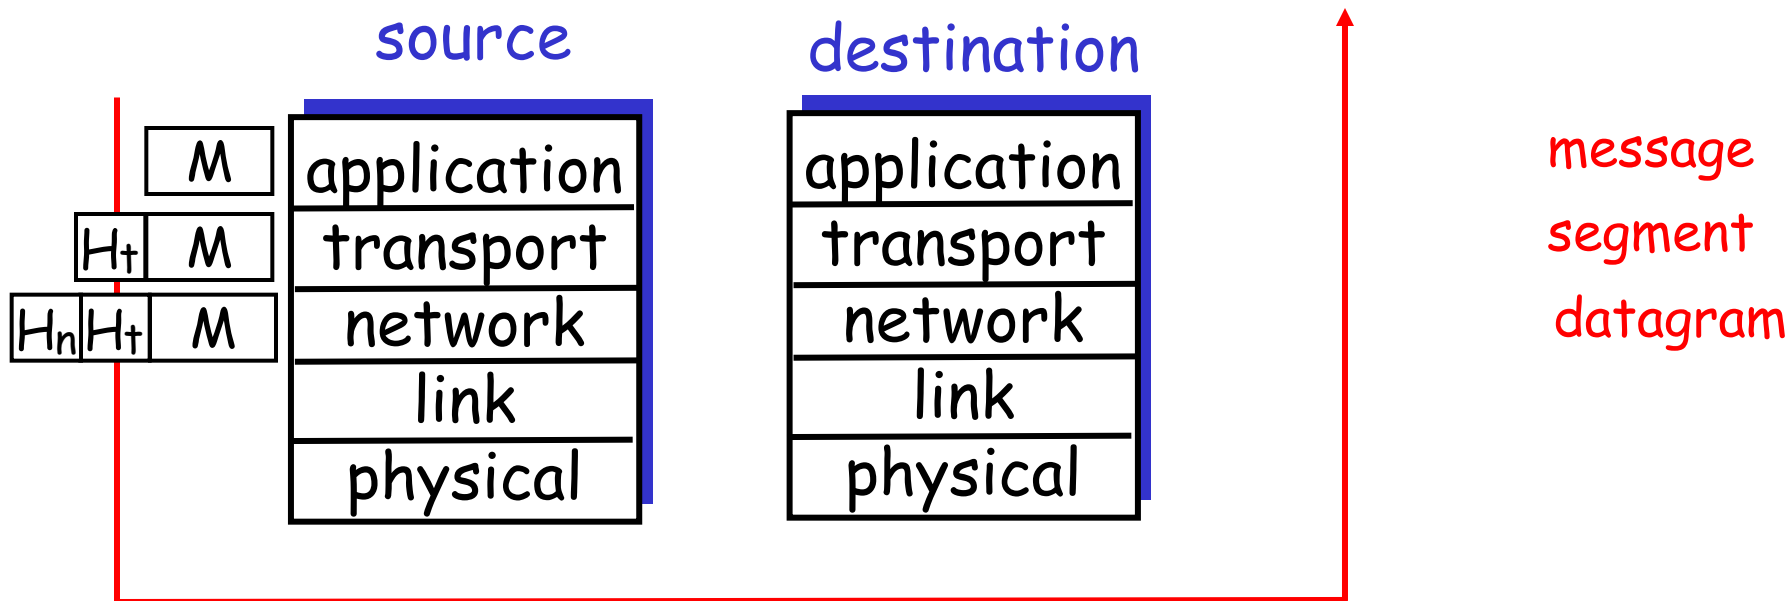 source destination
M application application message
Ht M transport transport segment
Hn Ht M network network datagram
link link
physical physical